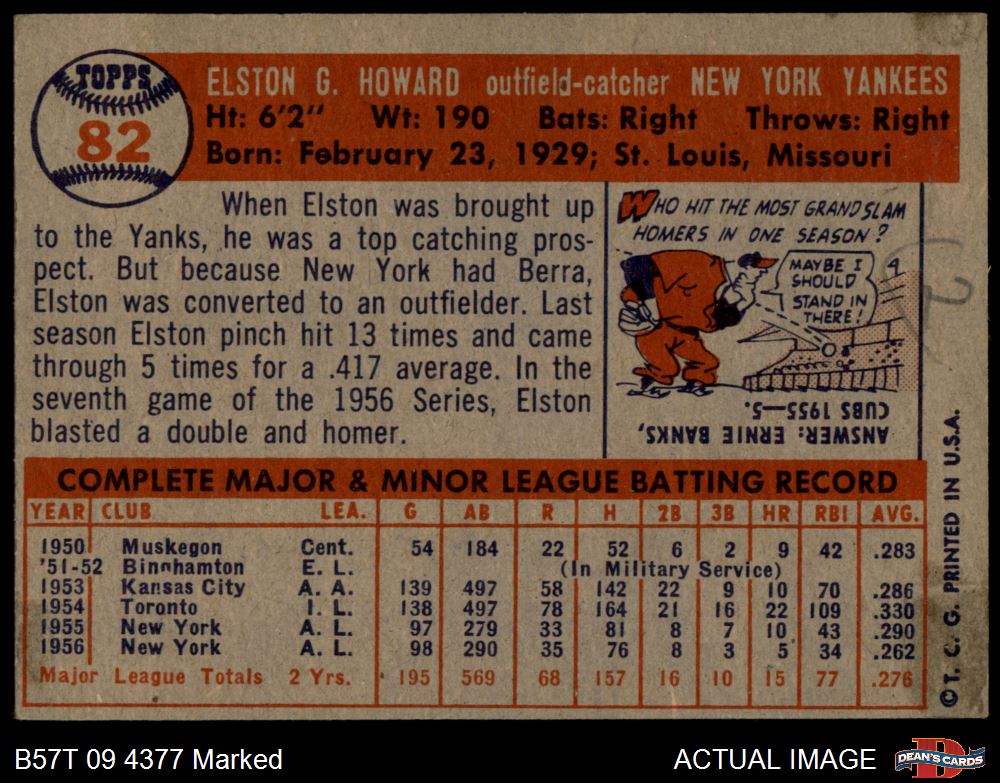 TOPPS
82
ELSTON G. HOWARD outfield-catcher NEW YORK YANKEES
Ht: 6'2" Wt: 190 Bats: Right Throws: Right
Born: February 23, 1929; St. Louis, Missouri
When Elston was brought up
to the Yanks, he was a top catching pros-
pect. But because New York had Berra,
Elston was converted to an outfielder. Last
season Elston pinch hit 13 times and came
through 5 times for a .417 average. In the
seventh game of the 1956 Series, Elston
blasted a double and homer.
WHO HIT THE MOST GRAND SLAM
HOMERS IN ONE SEASON?
MAYBE I
SHOULD
STAND IN
THERE!
ANSWER: ERNIE BANKS,
CUBS 1955—5.
COMPLETE MAJOR & MINOR LEAGUE BATTING RECORD
YEAR CLUB LEA. G AB R H 2B 3B HR RBI AVG.
1950 Muskegon Cent. 54 184 22 52 6 2 9 42 .283
'51-52 Binghamton E. L. (In Military Service)
1953 Kansas City A. A. 139 497 58 142 22 9 10 70 .286
1954 Toronto I. L. 138 497 78 164 21 16 22 109 .330
1955 New York A. L. 97 279 33 81 8 7 10 43 .290
1956 New York A. L. 98 290 35 76 8 3 5 34 .262
Major League Totals 2 Yrs. 195 569 68 157 16 10 15 77 .276
©T. C. G. PRINTED IN U.S.A.
B57T 09 4377 Marked
ACTUAL IMAGE
D
DEAN'S CARDS